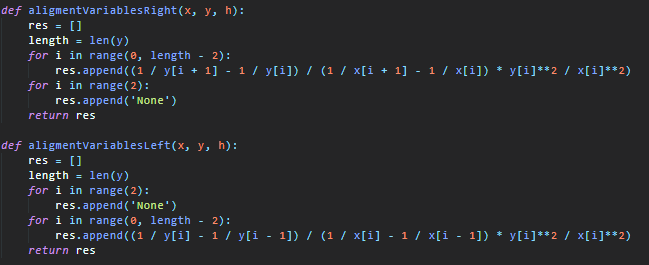 def aligmentVariablesRight(x, y, h):
    res = []
    length = len(y)
    for i in range(0, length - 2):
        res.append((1 / y[i + 1] - 1 / y[i]) / (1 / x[i + 1] - 1 / x[i]) * y[i]**2 / x[i]**2)
    for i in range(2):
        res.append('None')
    return res

def aligmentVariablesLeft(x, y, h):
    res = []
    length = len(y)
    for i in range(2):
        res.append('None')
    for i in range(0, length - 2):
        res.append((1 / y[i] - 1 / y[i - 1]) / (1 / x[i] - 1 / x[i - 1]) * y[i]**2 / x[i]**2)
    return res